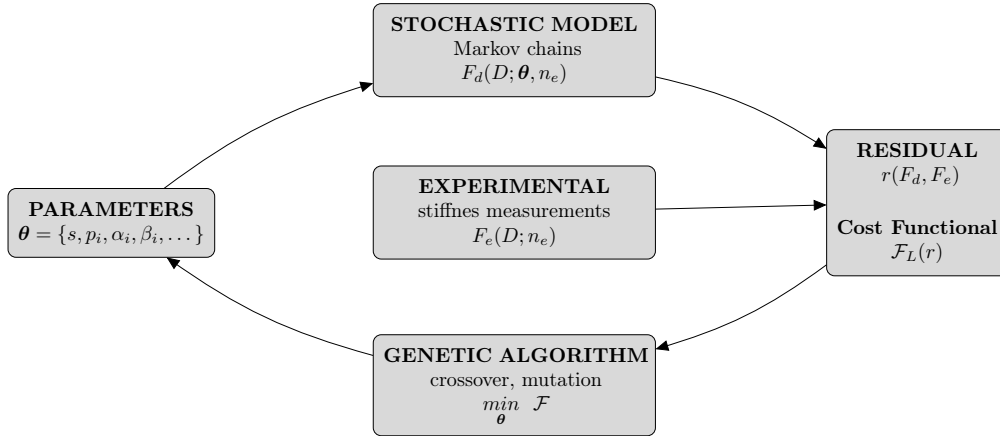 STOCHASTIC MODEL
Markov chains
F_d(D; θ, n_e)
EXPERIMENTAL
stiffnes measurements
F_e(D; n_e)
RESIDUAL
r(F_d, F_e)
Cost Functional
ℱ_L(r)
PARAMETERS
θ = {s, p_i, α_i, β_i, . . . }
GENETIC ALGORITHM
crossover, mutation
min ℱ
θ